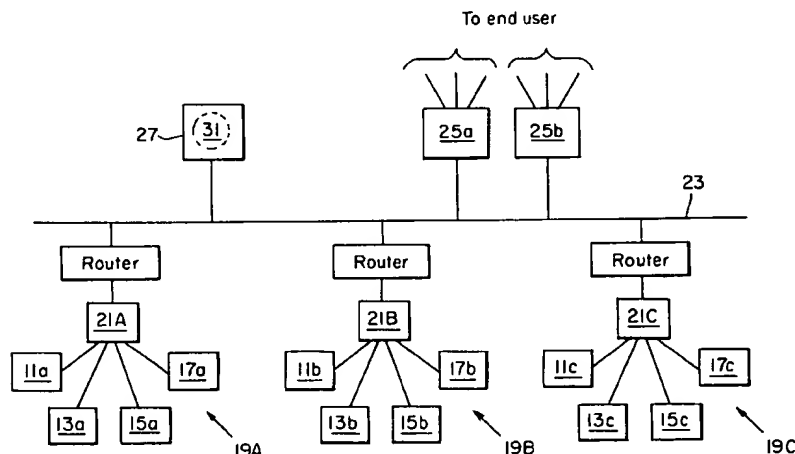 To end user
27
31
25a
25b
23
Router
Router
Router
21A
21B
21C
11a
17a
11b
17b
11c
17c
13a
15a
13b
15b
13c
15c
19A
19B
19C